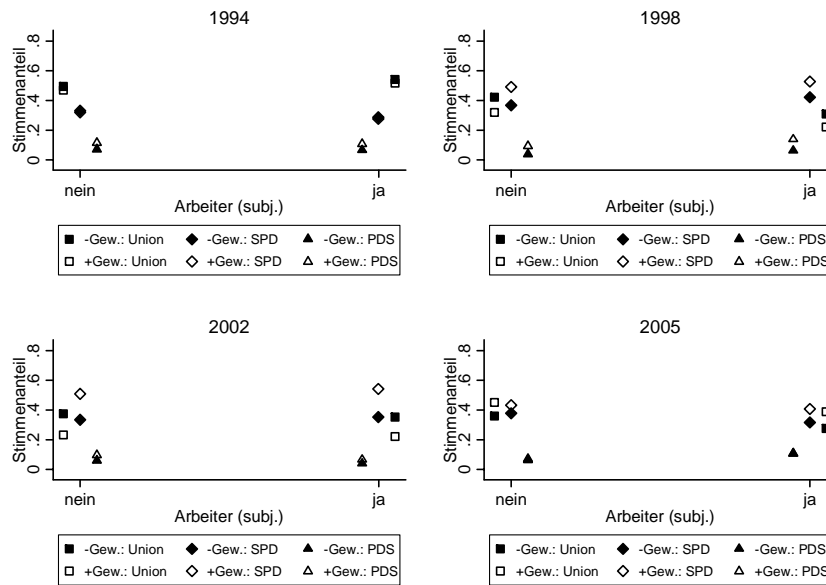 1994
Stimmenanteil
0 .2 .4 .6 .8
nein ja
Arbeiter (subj.)
-Gew.: Union -Gew.: SPD -Gew.: PDS
+Gew.: Union +Gew.: SPD +Gew.: PDS
1998
Stimmenanteil
0 .2 .4 .6 .8
nein ja
Arbeiter (subj.)
-Gew.: Union -Gew.: SPD -Gew.: PDS
+Gew.: Union +Gew.: SPD +Gew.: PDS
2002
Stimmenanteil
0 .2 .4 .6 .8
nein ja
Arbeiter (subj.)
-Gew.: Union -Gew.: SPD -Gew.: PDS
+Gew.: Union +Gew.: SPD +Gew.: PDS
2005
Stimmenanteil
0 .2 .4 .6 .8
nein ja
Arbeiter (subj.)
-Gew.: Union -Gew.: SPD -Gew.: PDS
+Gew.: Union +Gew.: SPD +Gew.: PDS